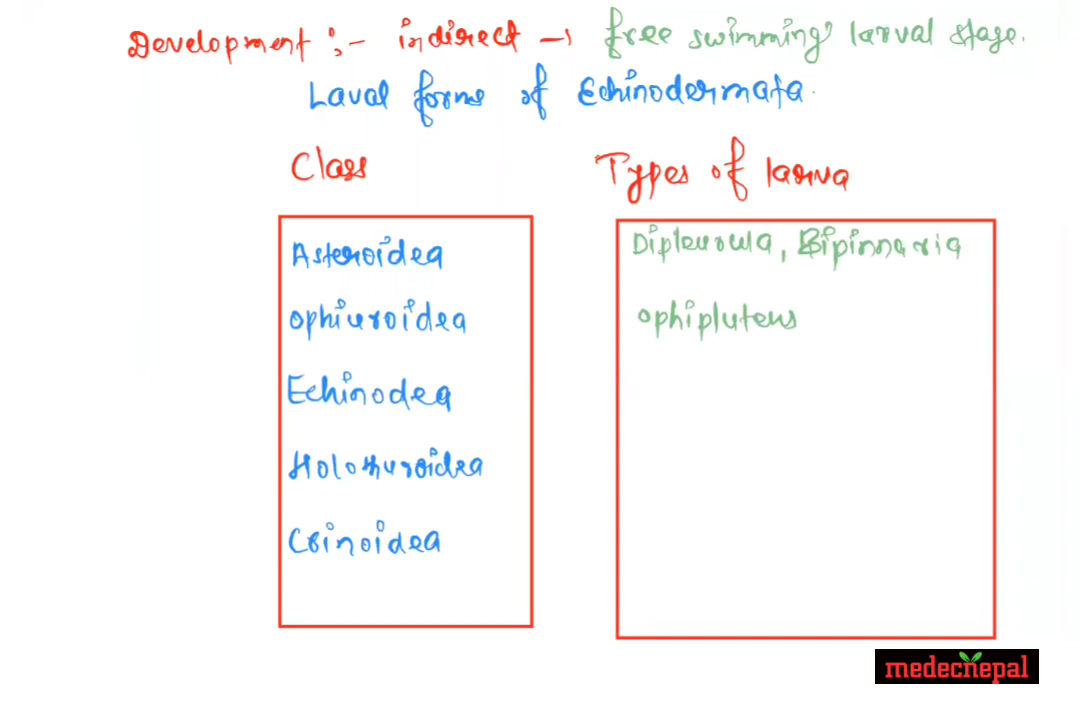 Development :- indirect → free swimming larval stage.
Laval forms of Echinodermata.
Class
Types of larva
Asteroidea
Dipleurula, Bipinnaria
ophiuroidea
ophipluteus
Echinodea
Holothuroidea
Crinoidea
medecnepal